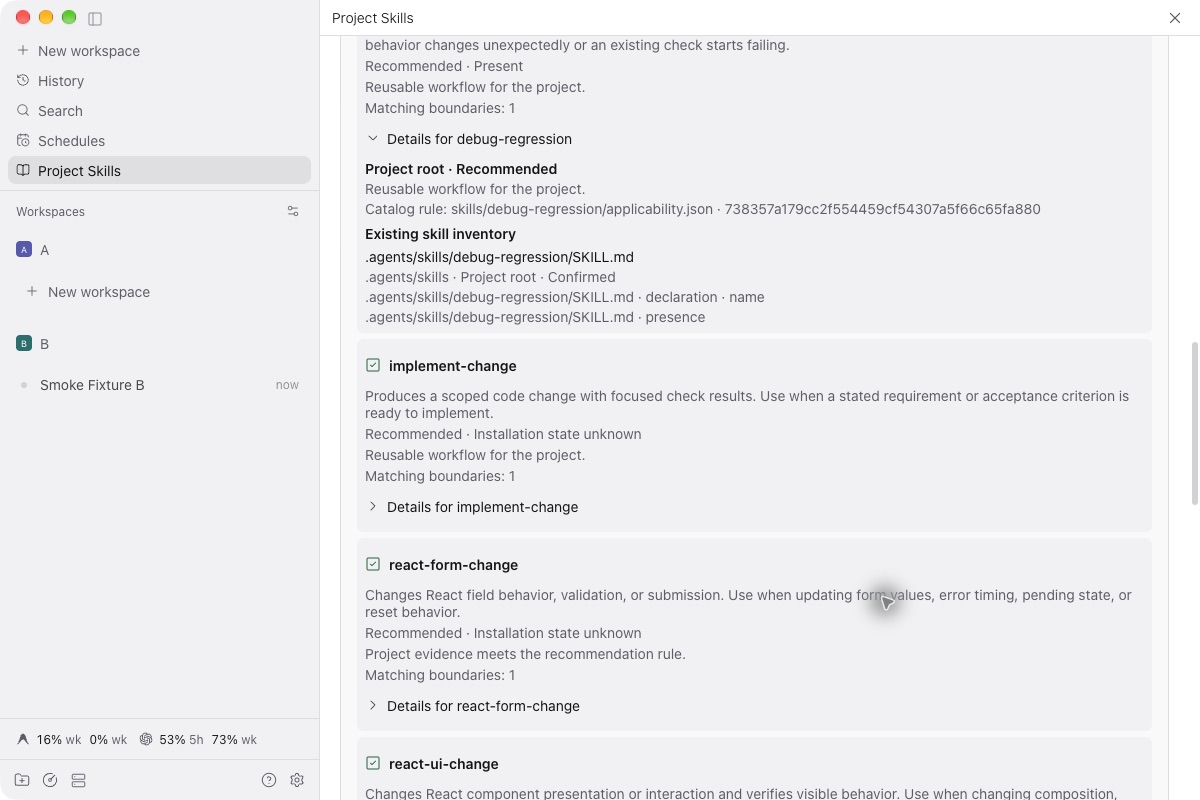 Project Skills
New workspace
History
Search
Schedules
Project Skills
Workspaces
A A
New workspace
B B
Smoke Fixture B now
16% wk 0% wk 53% 5h 73% wk
behavior changes unexpectedly or an existing check starts failing.
Recommended · Present
Reusable workflow for the project.
Matching boundaries: 1
Details for debug-regression
Project root · Recommended
Reusable workflow for the project.
Catalog rule: skills/debug-regression/applicability.json · 738357a179cc2f554459cf54307a5f66c65fa880
Existing skill inventory
.agents/skills/debug-regression/SKILL.md
.agents/skills · Project root · Confirmed
.agents/skills/debug-regression/SKILL.md · declaration · name
.agents/skills/debug-regression/SKILL.md · presence
implement-change
Produces a scoped code change with focused check results. Use when a stated requirement or acceptance criterion is
ready to implement.
Recommended · Installation state unknown
Reusable workflow for the project.
Matching boundaries: 1
Details for implement-change
react-form-change
Changes React field behavior, validation, or submission. Use when updating form values, error timing, pending state, or
reset behavior.
Recommended · Installation state unknown
Project evidence meets the recommendation rule.
Matching boundaries: 1
Details for react-form-change
react-ui-change
Changes React component presentation or interaction and verifies visible behavior. Use when changing composition,